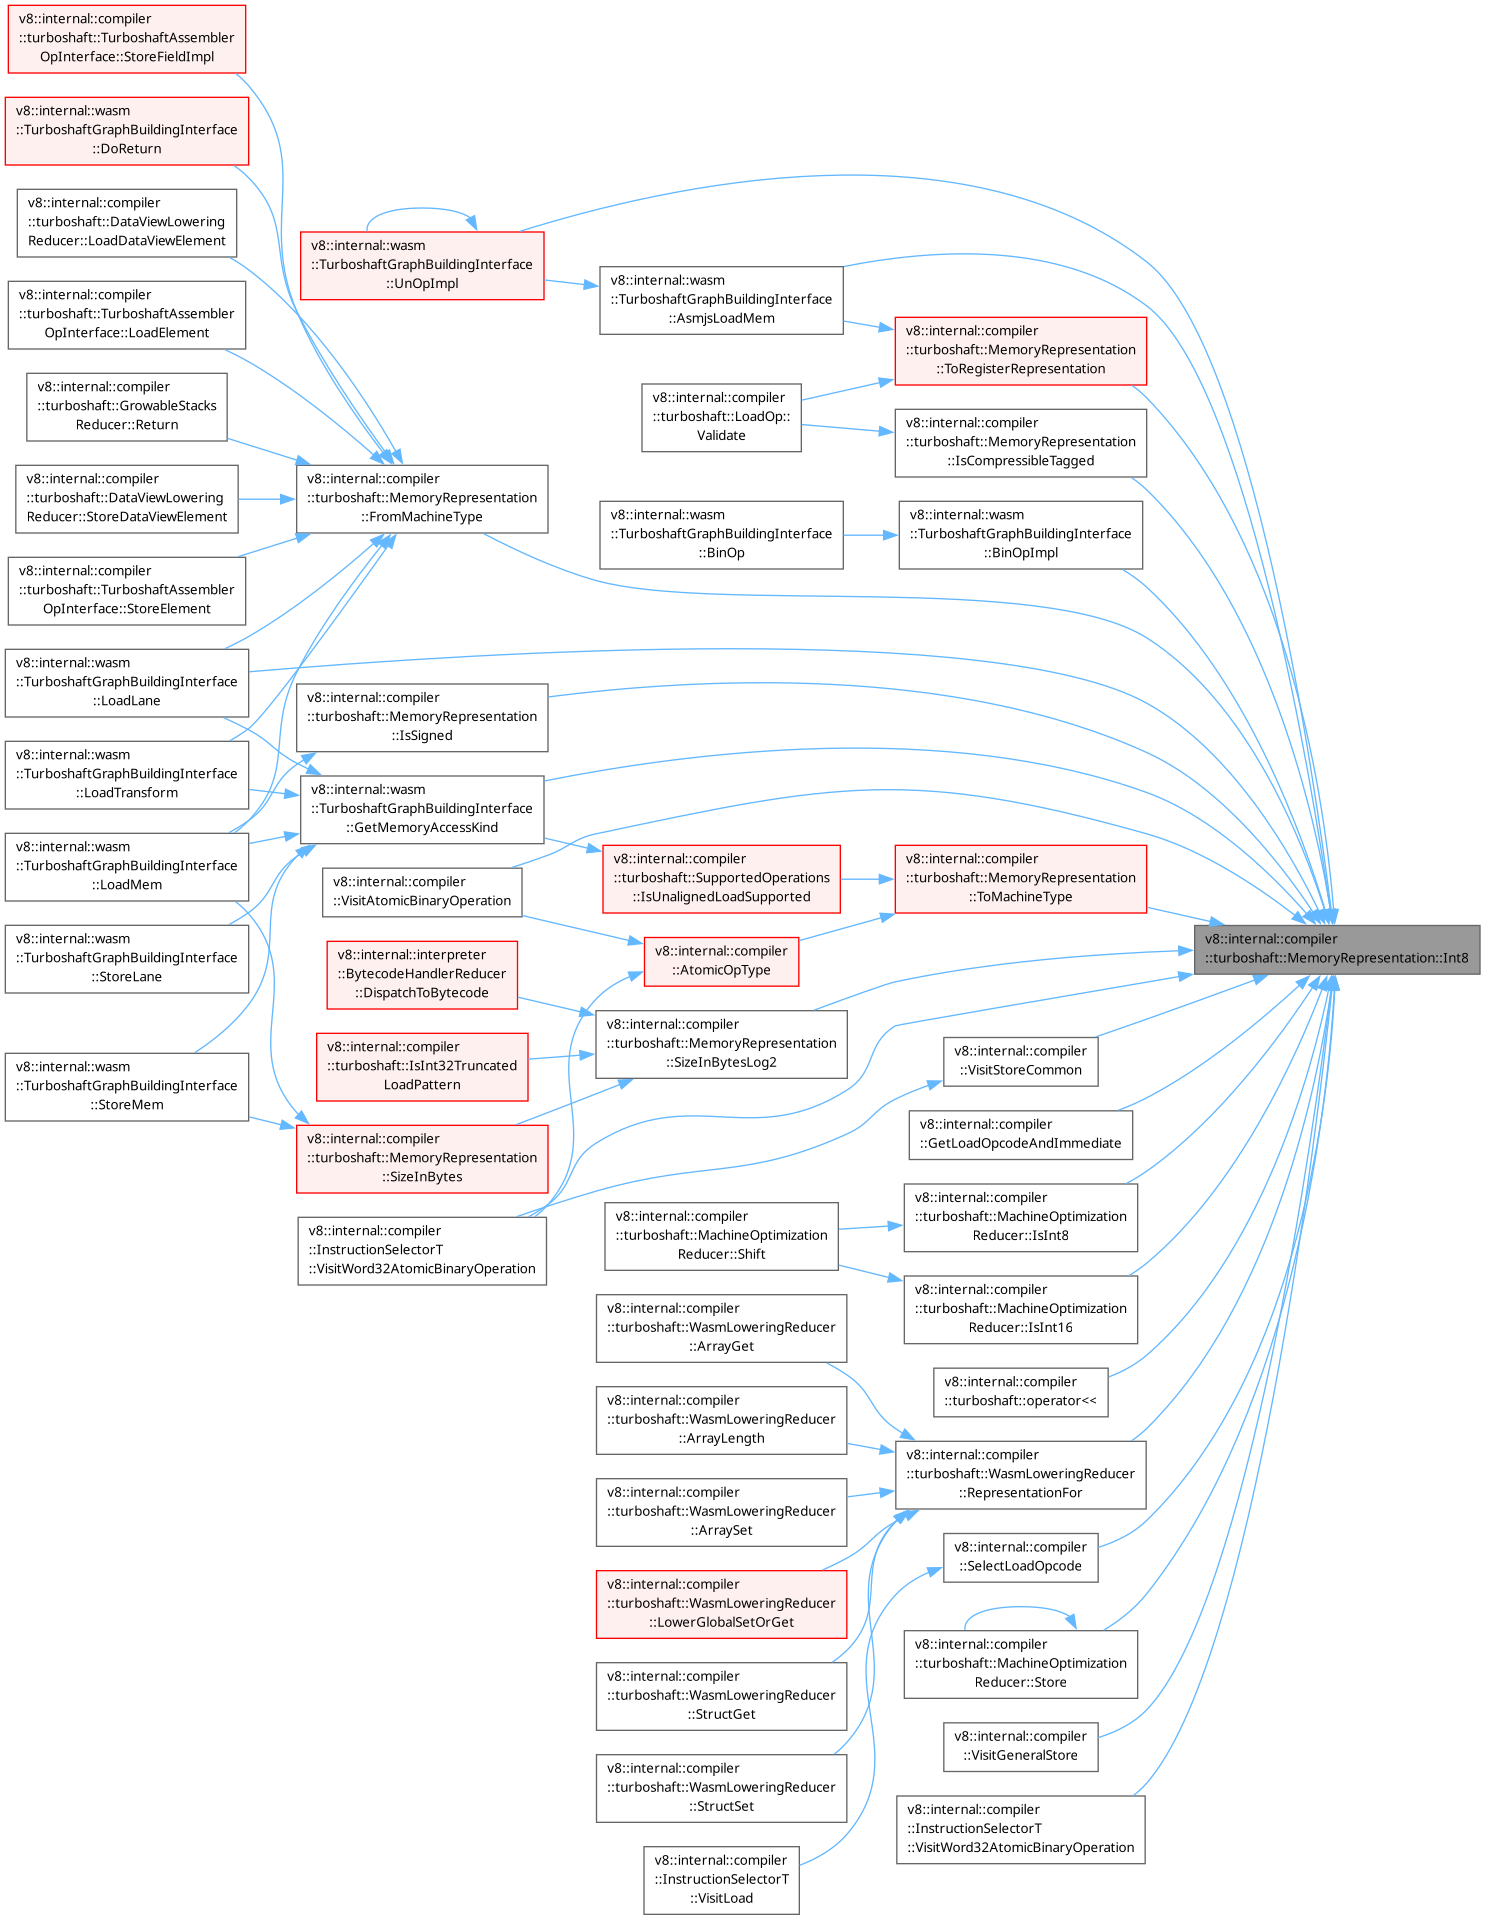 v8::internal::compiler
::turboshaft::TurboshaftAssembler
OpInterface::StoreFieldImpl
v8::internal::wasm
::TurboshaftGraphBuildingInterface
::DoReturn
v8::internal::compiler
::turboshaft::DataViewLowering
Reducer::LoadDataViewElement
v8::internal::compiler
::turboshaft::TurboshaftAssembler
OpInterface::LoadElement
v8::internal::compiler
::turboshaft::GrowableStacks
Reducer::Return
v8::internal::compiler
::turboshaft::DataViewLowering
Reducer::StoreDataViewElement
v8::internal::compiler
::turboshaft::TurboshaftAssembler
OpInterface::StoreElement
v8::internal::wasm
::TurboshaftGraphBuildingInterface
::LoadLane
v8::internal::wasm
::TurboshaftGraphBuildingInterface
::LoadTransform
v8::internal::wasm
::TurboshaftGraphBuildingInterface
::LoadMem
v8::internal::wasm
::TurboshaftGraphBuildingInterface
::StoreLane
v8::internal::wasm
::TurboshaftGraphBuildingInterface
::StoreMem
v8::internal::wasm
::TurboshaftGraphBuildingInterface
::UnOpImpl
v8::internal::compiler
::turboshaft::MemoryRepresentation
::FromMachineType
v8::internal::compiler
::turboshaft::MemoryRepresentation
::IsSigned
v8::internal::wasm
::TurboshaftGraphBuildingInterface
::GetMemoryAccessKind
v8::internal::compiler
::VisitAtomicBinaryOperation
v8::internal::interpreter
::BytecodeHandlerReducer
::DispatchToBytecode
v8::internal::compiler
::turboshaft::IsInt32Truncated
LoadPattern
v8::internal::compiler
::turboshaft::MemoryRepresentation
::SizeInBytes
v8::internal::compiler
::InstructionSelectorT
::VisitWord32AtomicBinaryOperation
v8::internal::wasm
::TurboshaftGraphBuildingInterface
::AsmjsLoadMem
v8::internal::compiler
::turboshaft::LoadOp::
Validate
v8::internal::wasm
::TurboshaftGraphBuildingInterface
::BinOp
v8::internal::compiler
::turboshaft::SupportedOperations
::IsUnalignedLoadSupported
v8::internal::compiler
::AtomicOpType
v8::internal::compiler
::turboshaft::MemoryRepresentation
::SizeInBytesLog2
v8::internal::compiler
::turboshaft::MachineOptimization
Reducer::Shift
v8::internal::compiler
::turboshaft::WasmLoweringReducer
::ArrayGet
v8::internal::compiler
::turboshaft::WasmLoweringReducer
::ArrayLength
v8::internal::compiler
::turboshaft::WasmLoweringReducer
::ArraySet
v8::internal::compiler
::turboshaft::WasmLoweringReducer
::LowerGlobalSetOrGet
v8::internal::compiler
::turboshaft::WasmLoweringReducer
::StructGet
v8::internal::compiler
::turboshaft::WasmLoweringReducer
::StructSet
v8::internal::compiler
::InstructionSelectorT
::VisitLoad
v8::internal::compiler
::turboshaft::MemoryRepresentation
::ToRegisterRepresentation
v8::internal::compiler
::turboshaft::MemoryRepresentation
::IsCompressibleTagged
v8::internal::wasm
::TurboshaftGraphBuildingInterface
::BinOpImpl
v8::internal::compiler
::turboshaft::MemoryRepresentation
::ToMachineType
v8::internal::compiler
::VisitStoreCommon
v8::internal::compiler
::GetLoadOpcodeAndImmediate
v8::internal::compiler
::turboshaft::MachineOptimization
Reducer::IsInt8
v8::internal::compiler
::turboshaft::MachineOptimization
Reducer::IsInt16
v8::internal::compiler
::turboshaft::operator<<
v8::internal::compiler
::turboshaft::WasmLoweringReducer
::RepresentationFor
v8::internal::compiler
::SelectLoadOpcode
v8::internal::compiler
::turboshaft::MachineOptimization
Reducer::Store
v8::internal::compiler
::VisitGeneralStore
v8::internal::compiler
::InstructionSelectorT
::VisitWord32AtomicBinaryOperation
v8::internal::compiler
::turboshaft::MemoryRepresentation::Int8